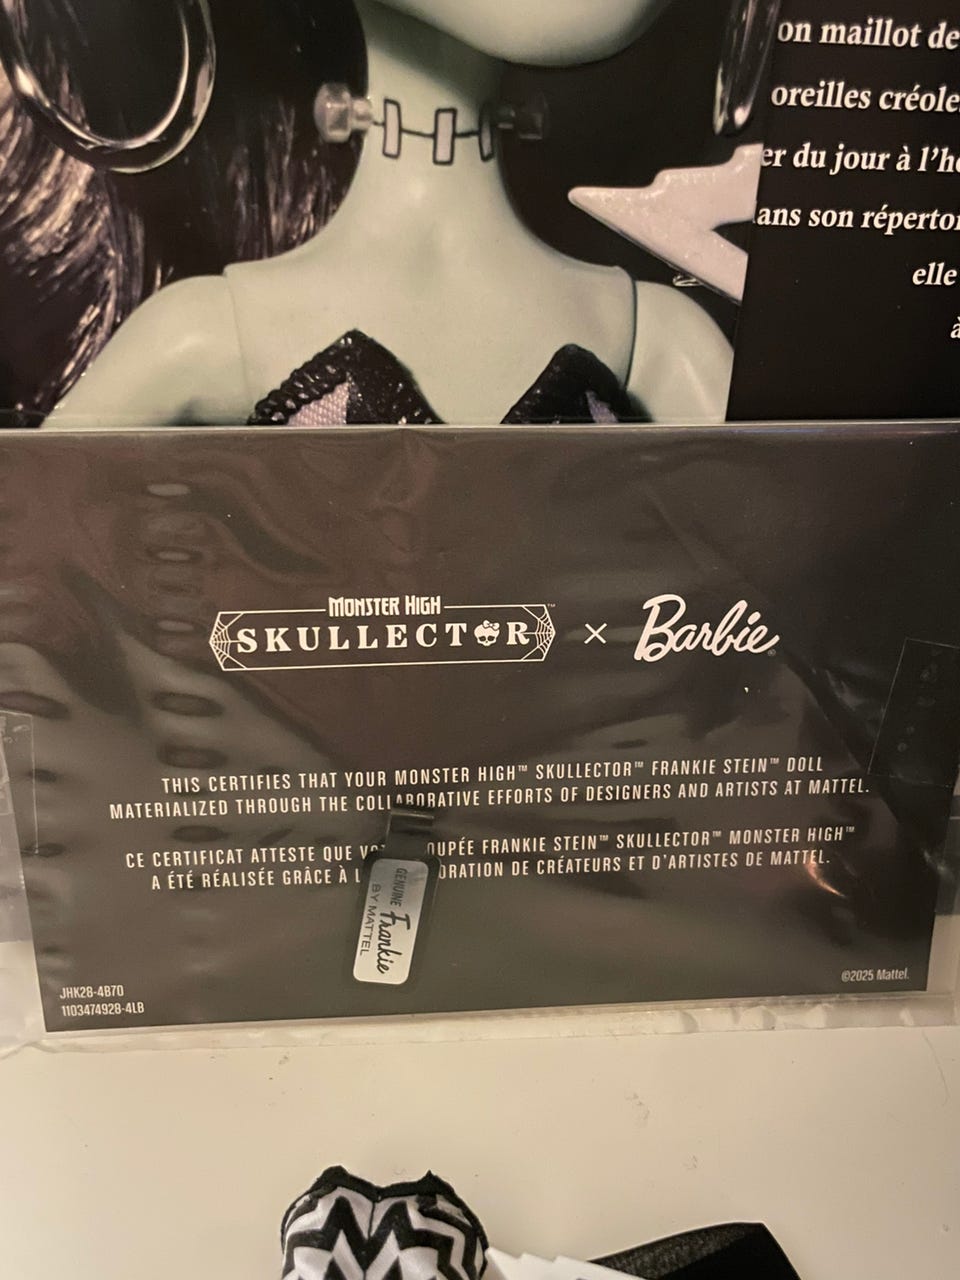 on maillot de
oreilles créole
er du jour à l'h
ans son réperto
elle
à
MONSTER HIGH
SKULLECTOR™ × Barbie®
THIS CERTIFIES THAT YOUR MONSTER HIGH™ SKULLECTOR™ FRANKIE STEIN™ DOLL
MATERIALIZED THROUGH THE COLLABORATIVE EFFORTS OF DESIGNERS AND ARTISTS AT MATTEL.
CE CERTIFICAT ATTESTE QUE VO OUPÉE FRANKIE STEIN™ SKULLECTOR™ MONSTER HIGH™
A ÉTÉ RÉALISÉE GRÂCE À L ORATION DE CRÉATEURS ET D'ARTISTES DE MATTEL.
GENUINE
Frankie
BY MATTEL
JHK28-4B70
1103474928-4LB
©2025 Mattel.